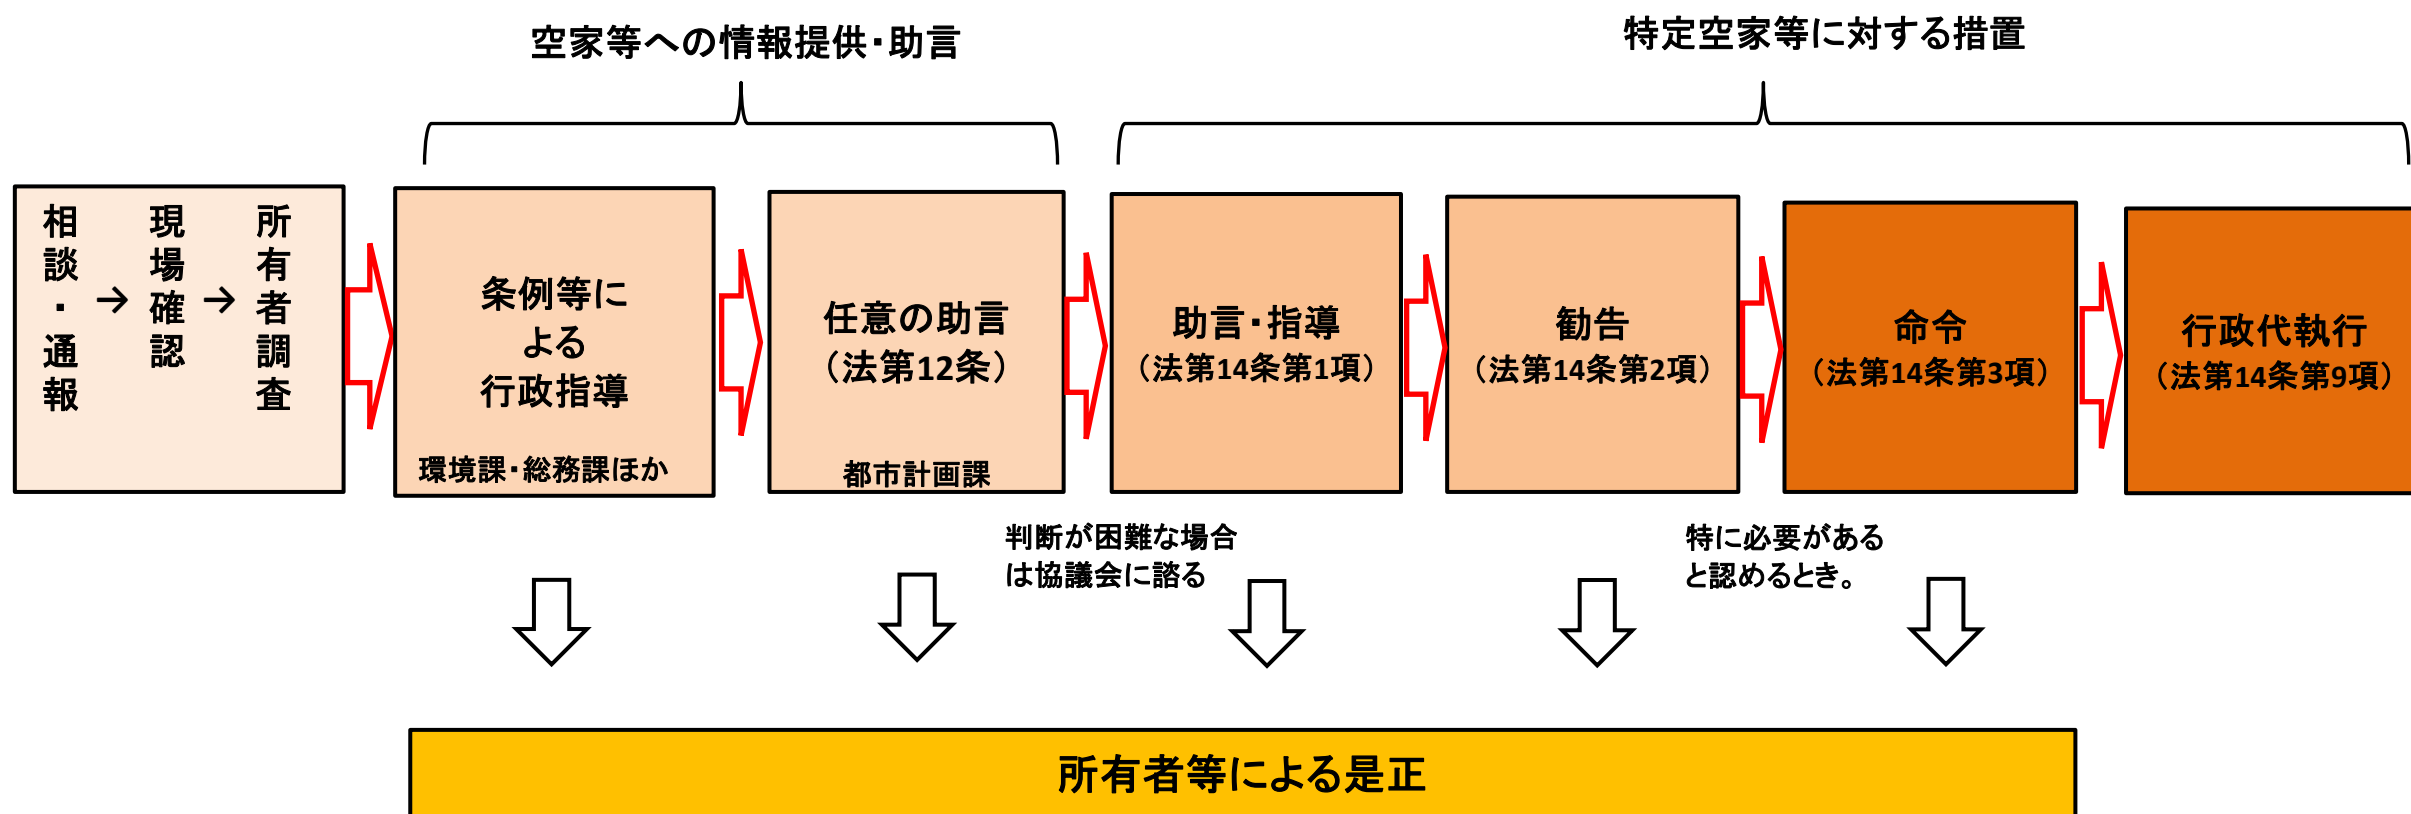 空家等への情報提供・助言
特定空家等に対する措置
相談・通報
→
現場確認
→
所有者調査
条例等に
よる
行政指導
環境課・総務課ほか
任意の助言
（法第12条）
都市計画課
助言・指導
（法第14条第1項）
勧告
（法第14条第2項）
命令
（法第14条第3項）
行政代執行
（法第14条第9項）
判断が困難な場合
は協議会に諮る
特に必要がある
と認めるとき。
所有者等による是正